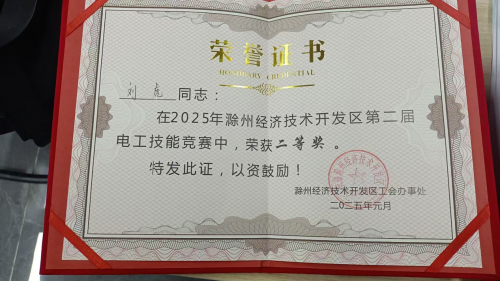 荣誉证书
HONORARY CREDENTIAL
刘虎 同志：
在2025年滁州经济技术开发区第二届
电工技能竞赛中，荣获二等奖。
特发此证，以资鼓励！
滁州经济技术开发区工会办事处
二〇二五年元月